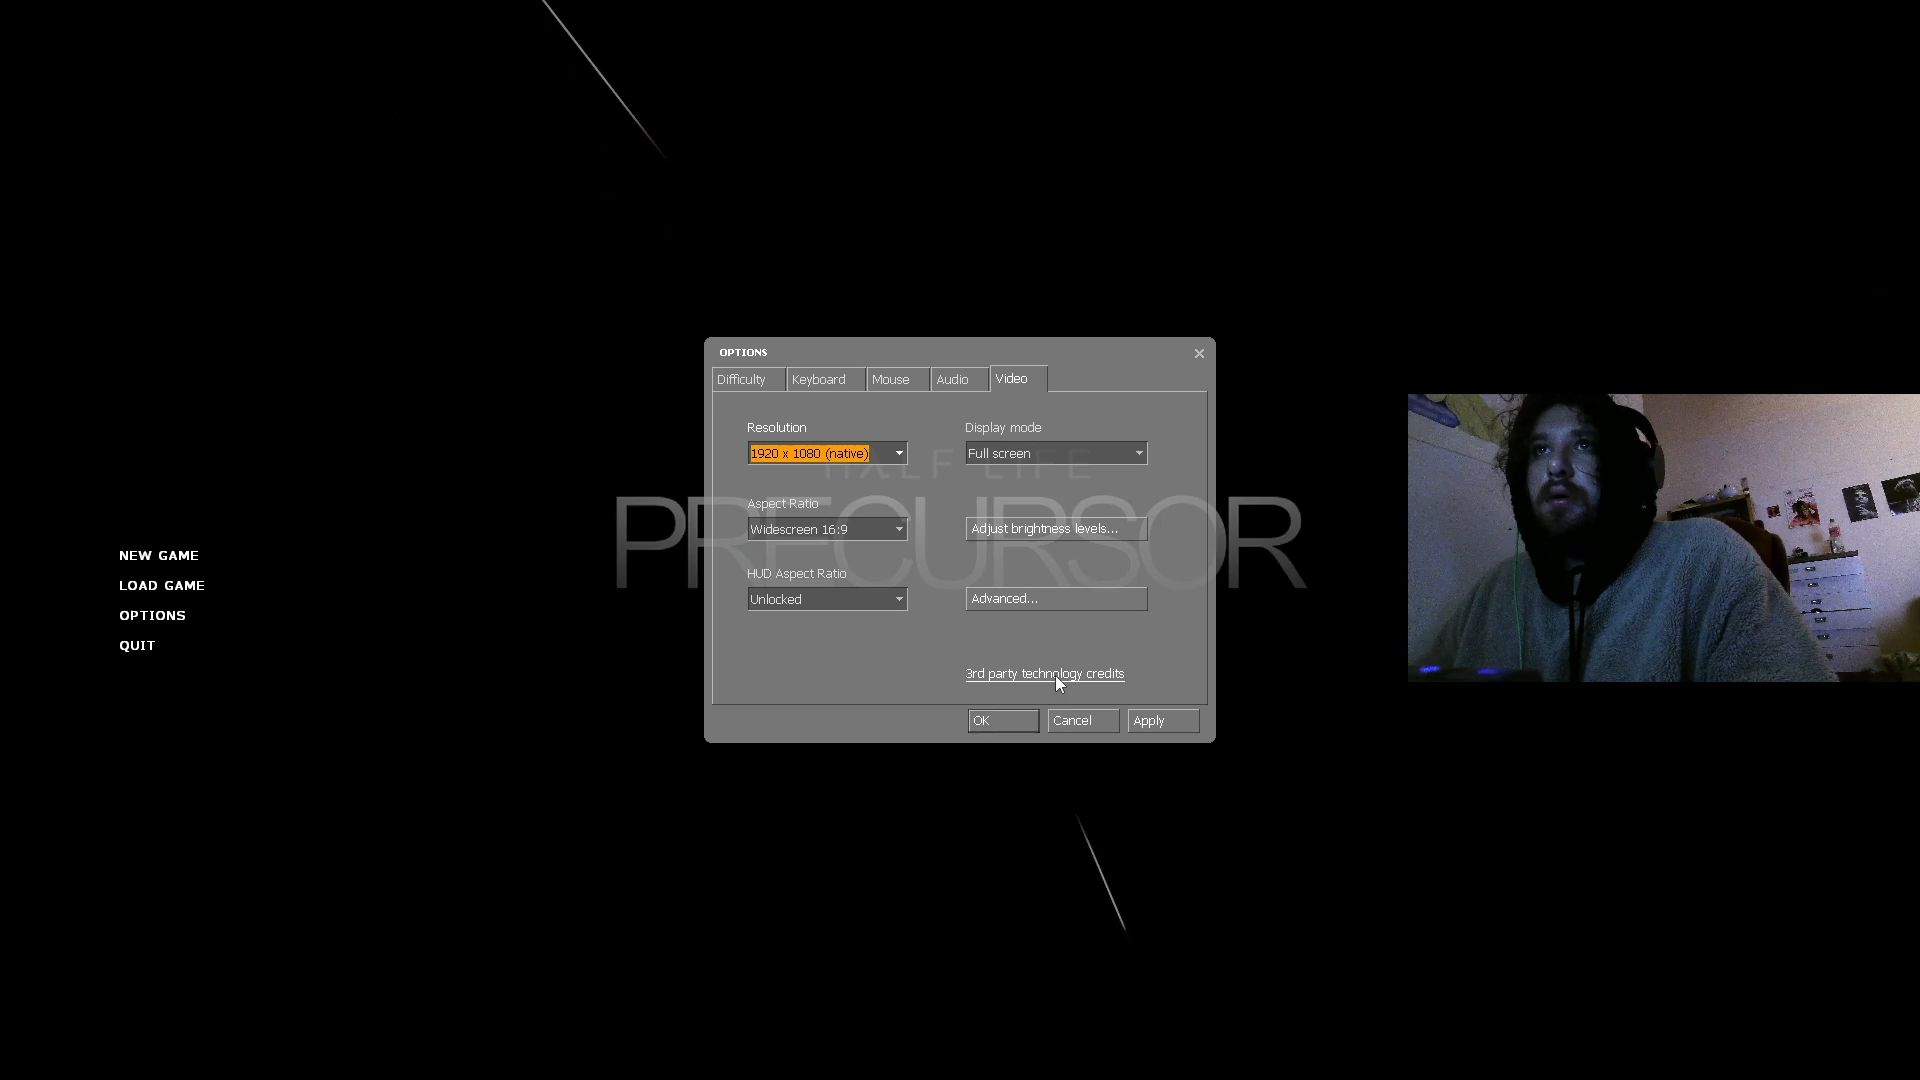 OPTIONS
Difficulty Keyboard Mouse Audio Video
Resolution Display mode
1920 x 1080 (native) Full screen
HALF-LIFE
Aspect Ratio
PRECURSOR
Widescreen 16:9 Adjust brightness levels...
HUD Aspect Ratio
Unlocked Advanced...
3rd party technology credits
OK Cancel Apply
NEW GAME
LOAD GAME
OPTIONS
QUIT